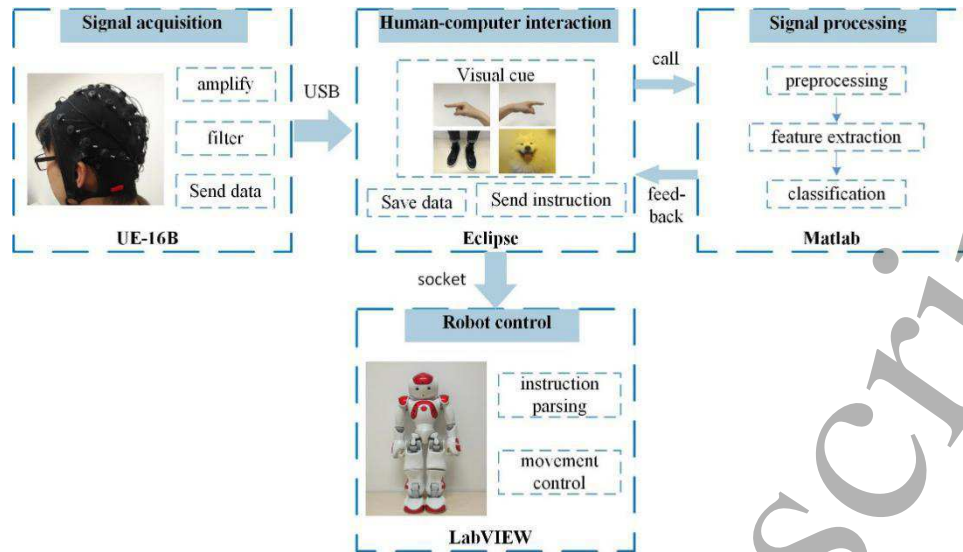 Signal acquisition
amplify
filter
Send data
UE-16B
USB
Human-computer interaction
Visual cue
Save data
Send instruction
Eclipse
call
feed-
back
Signal processing
preprocessing
feature extraction
classification
Matlab
socket
Robot control
instruction
parsing
movement
control
LabVIEW
scri